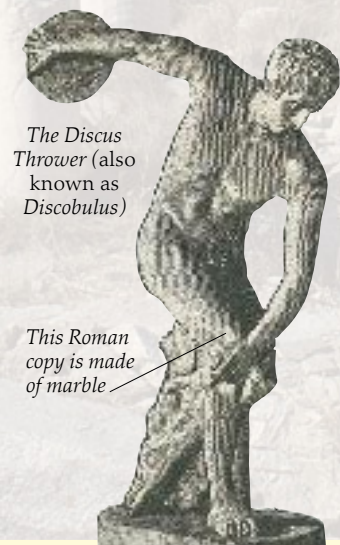 The Discus
Thrower (also
known as
Discobulus)
This Roman
copy is made
of marble